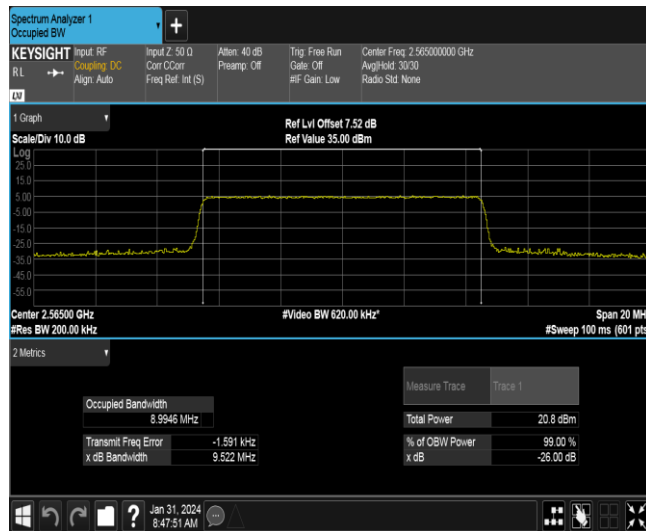 Spectrum Analyzer 1
Occupied BW
+
KEYSIGHT
RL
LXI
Input: RF
Coupling: DC
Align: Auto
Input Z: 50 Ω
Corr CCorr
Freq Ref: Int (S)
Atten: 40 dB
Preamp: Off
Trig: Free Run
Gate: Off
#IF Gain: Low
Center Freq: 2.565000000 GHz
Avg|Hold: 30/30
Radio Std: None
1 Graph
Scale/Div 10.0 dB
Ref Lvl Offset 7.52 dB
Ref Value 35.00 dBm
Log
25.0
15.0
5.00
-5.00
-15.0
-25.0
-35.0
-45.0
-55.0
Center 2.56500 GHz
#Res BW 200.00 kHz
#Video BW 620.00 kHz*
Span 20 MH
#Sweep 100 ms (601 pts
2 Metrics
Occupied Bandwidth
8.9946 MHz
Transmit Freq Error -1.591 kHz
x dB Bandwidth 9.522 MHz
Measure Trace Trace 1
Total Power 20.8 dBm
% of OBW Power 99.00 %
x dB -26.00 dB
?
Jan 31, 2024
8:47:51 AM